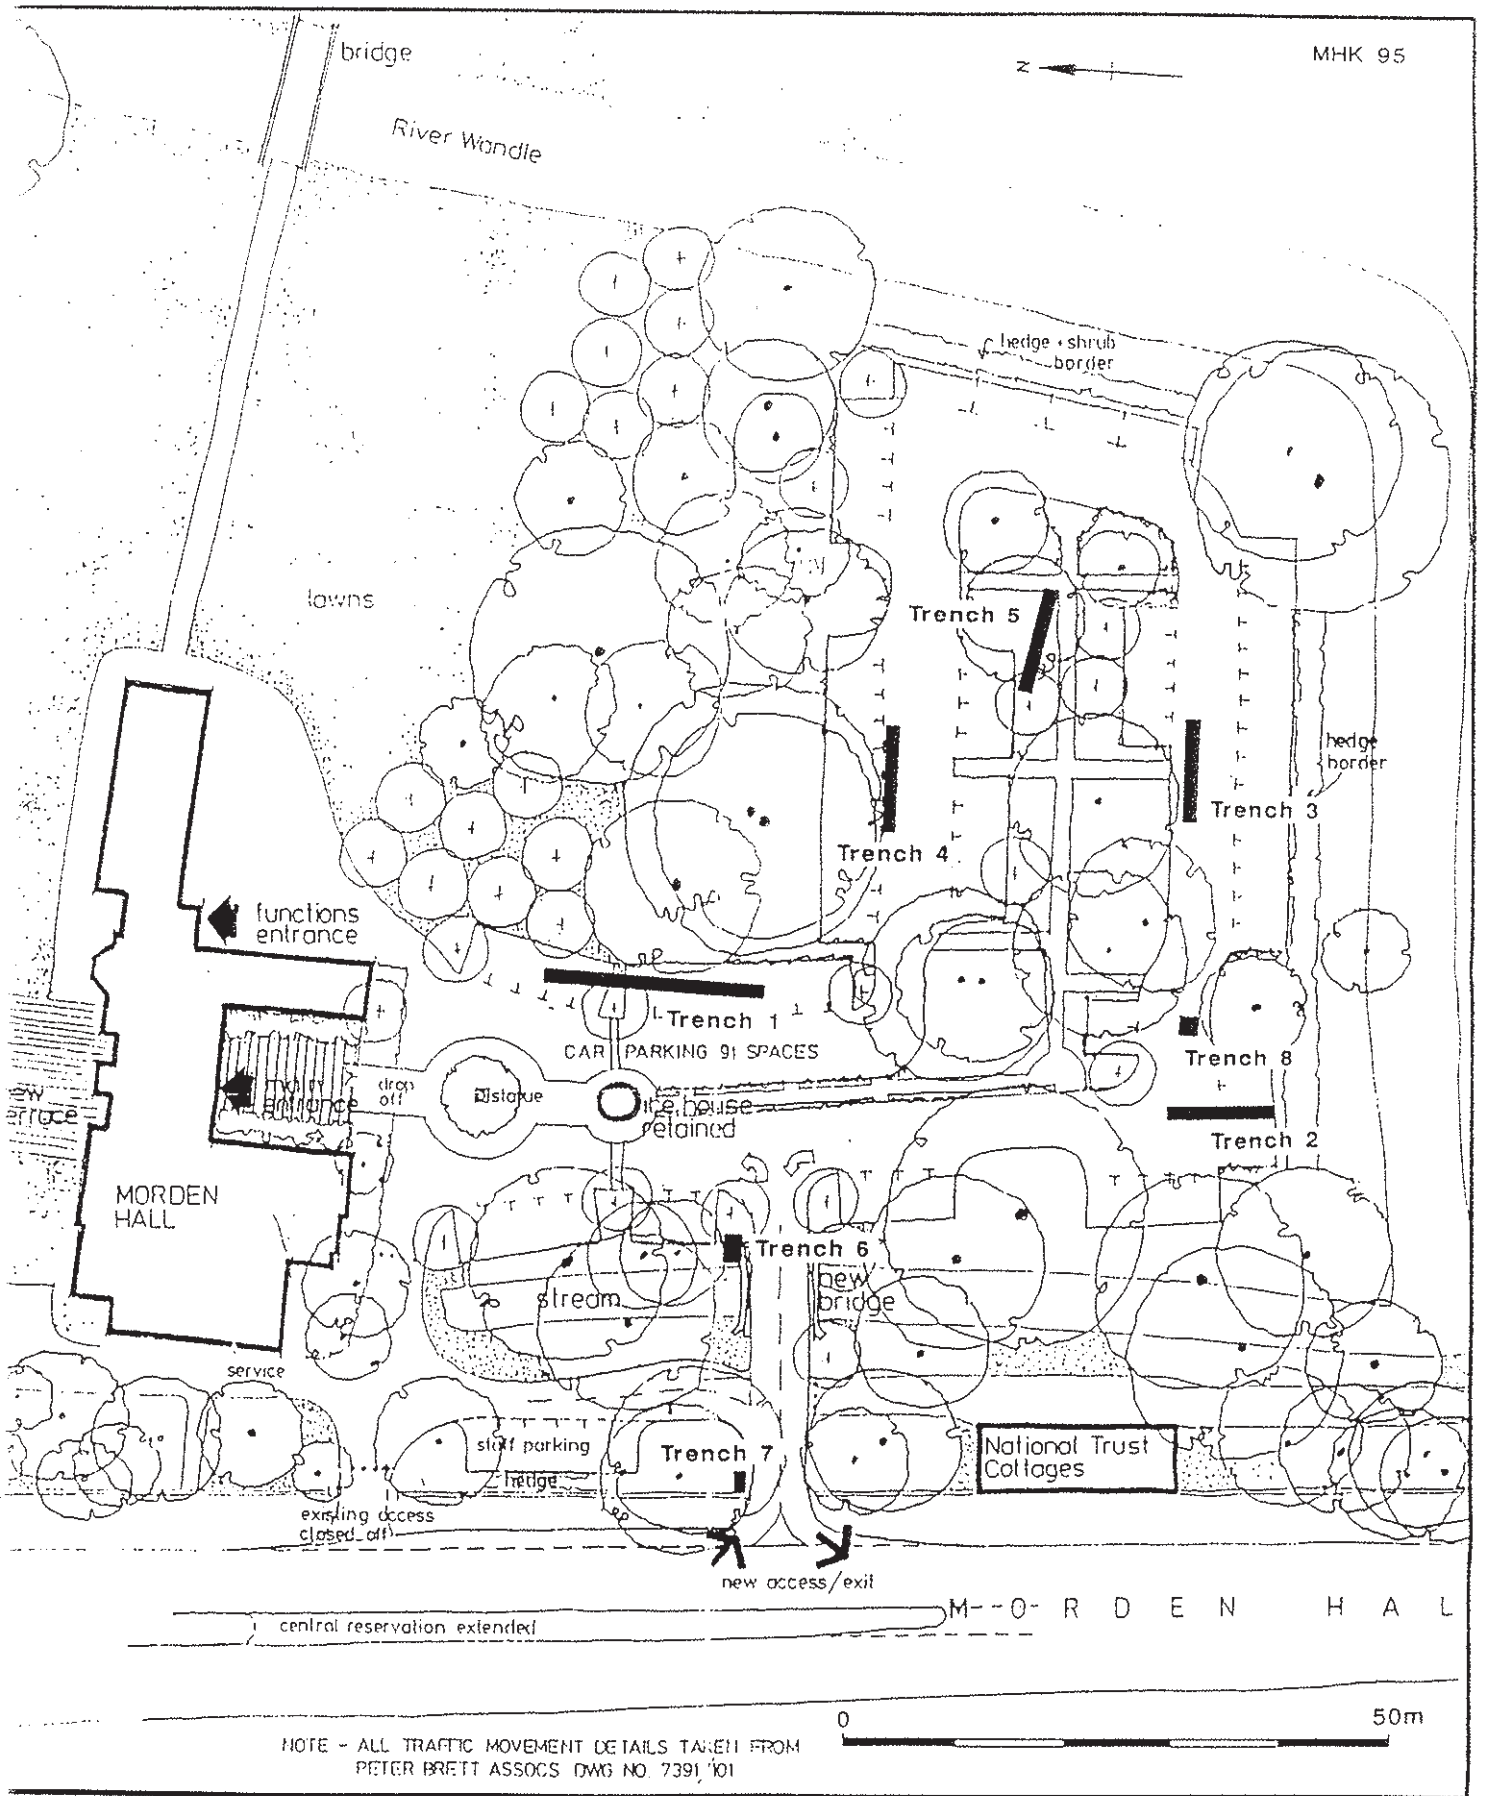 MHK 95
bridge
z
River Wandle
hedge + shrub
border
lawns
Trench 5
hedge
border
Trench 3
Trench 4
functions
entrance
Trench 1
CAR PARKING 91 SPACES
Trench 8
drop
off
statue
main
entrance
ice house
retained
Trench 2
MORDEN
HALL
Trench 6
new
bridge
stream
service
staff parking
Trench 7
National Trust
Cottages
hedge
existing access
closed off
new access/exit
MORDEN HAL
central reservation extended
0 50m
NOTE - ALL TRAFFIC MOVEMENT DETAILS TAKEN FROM
PETER BRETT ASSOCS DWG NO. 7391/101